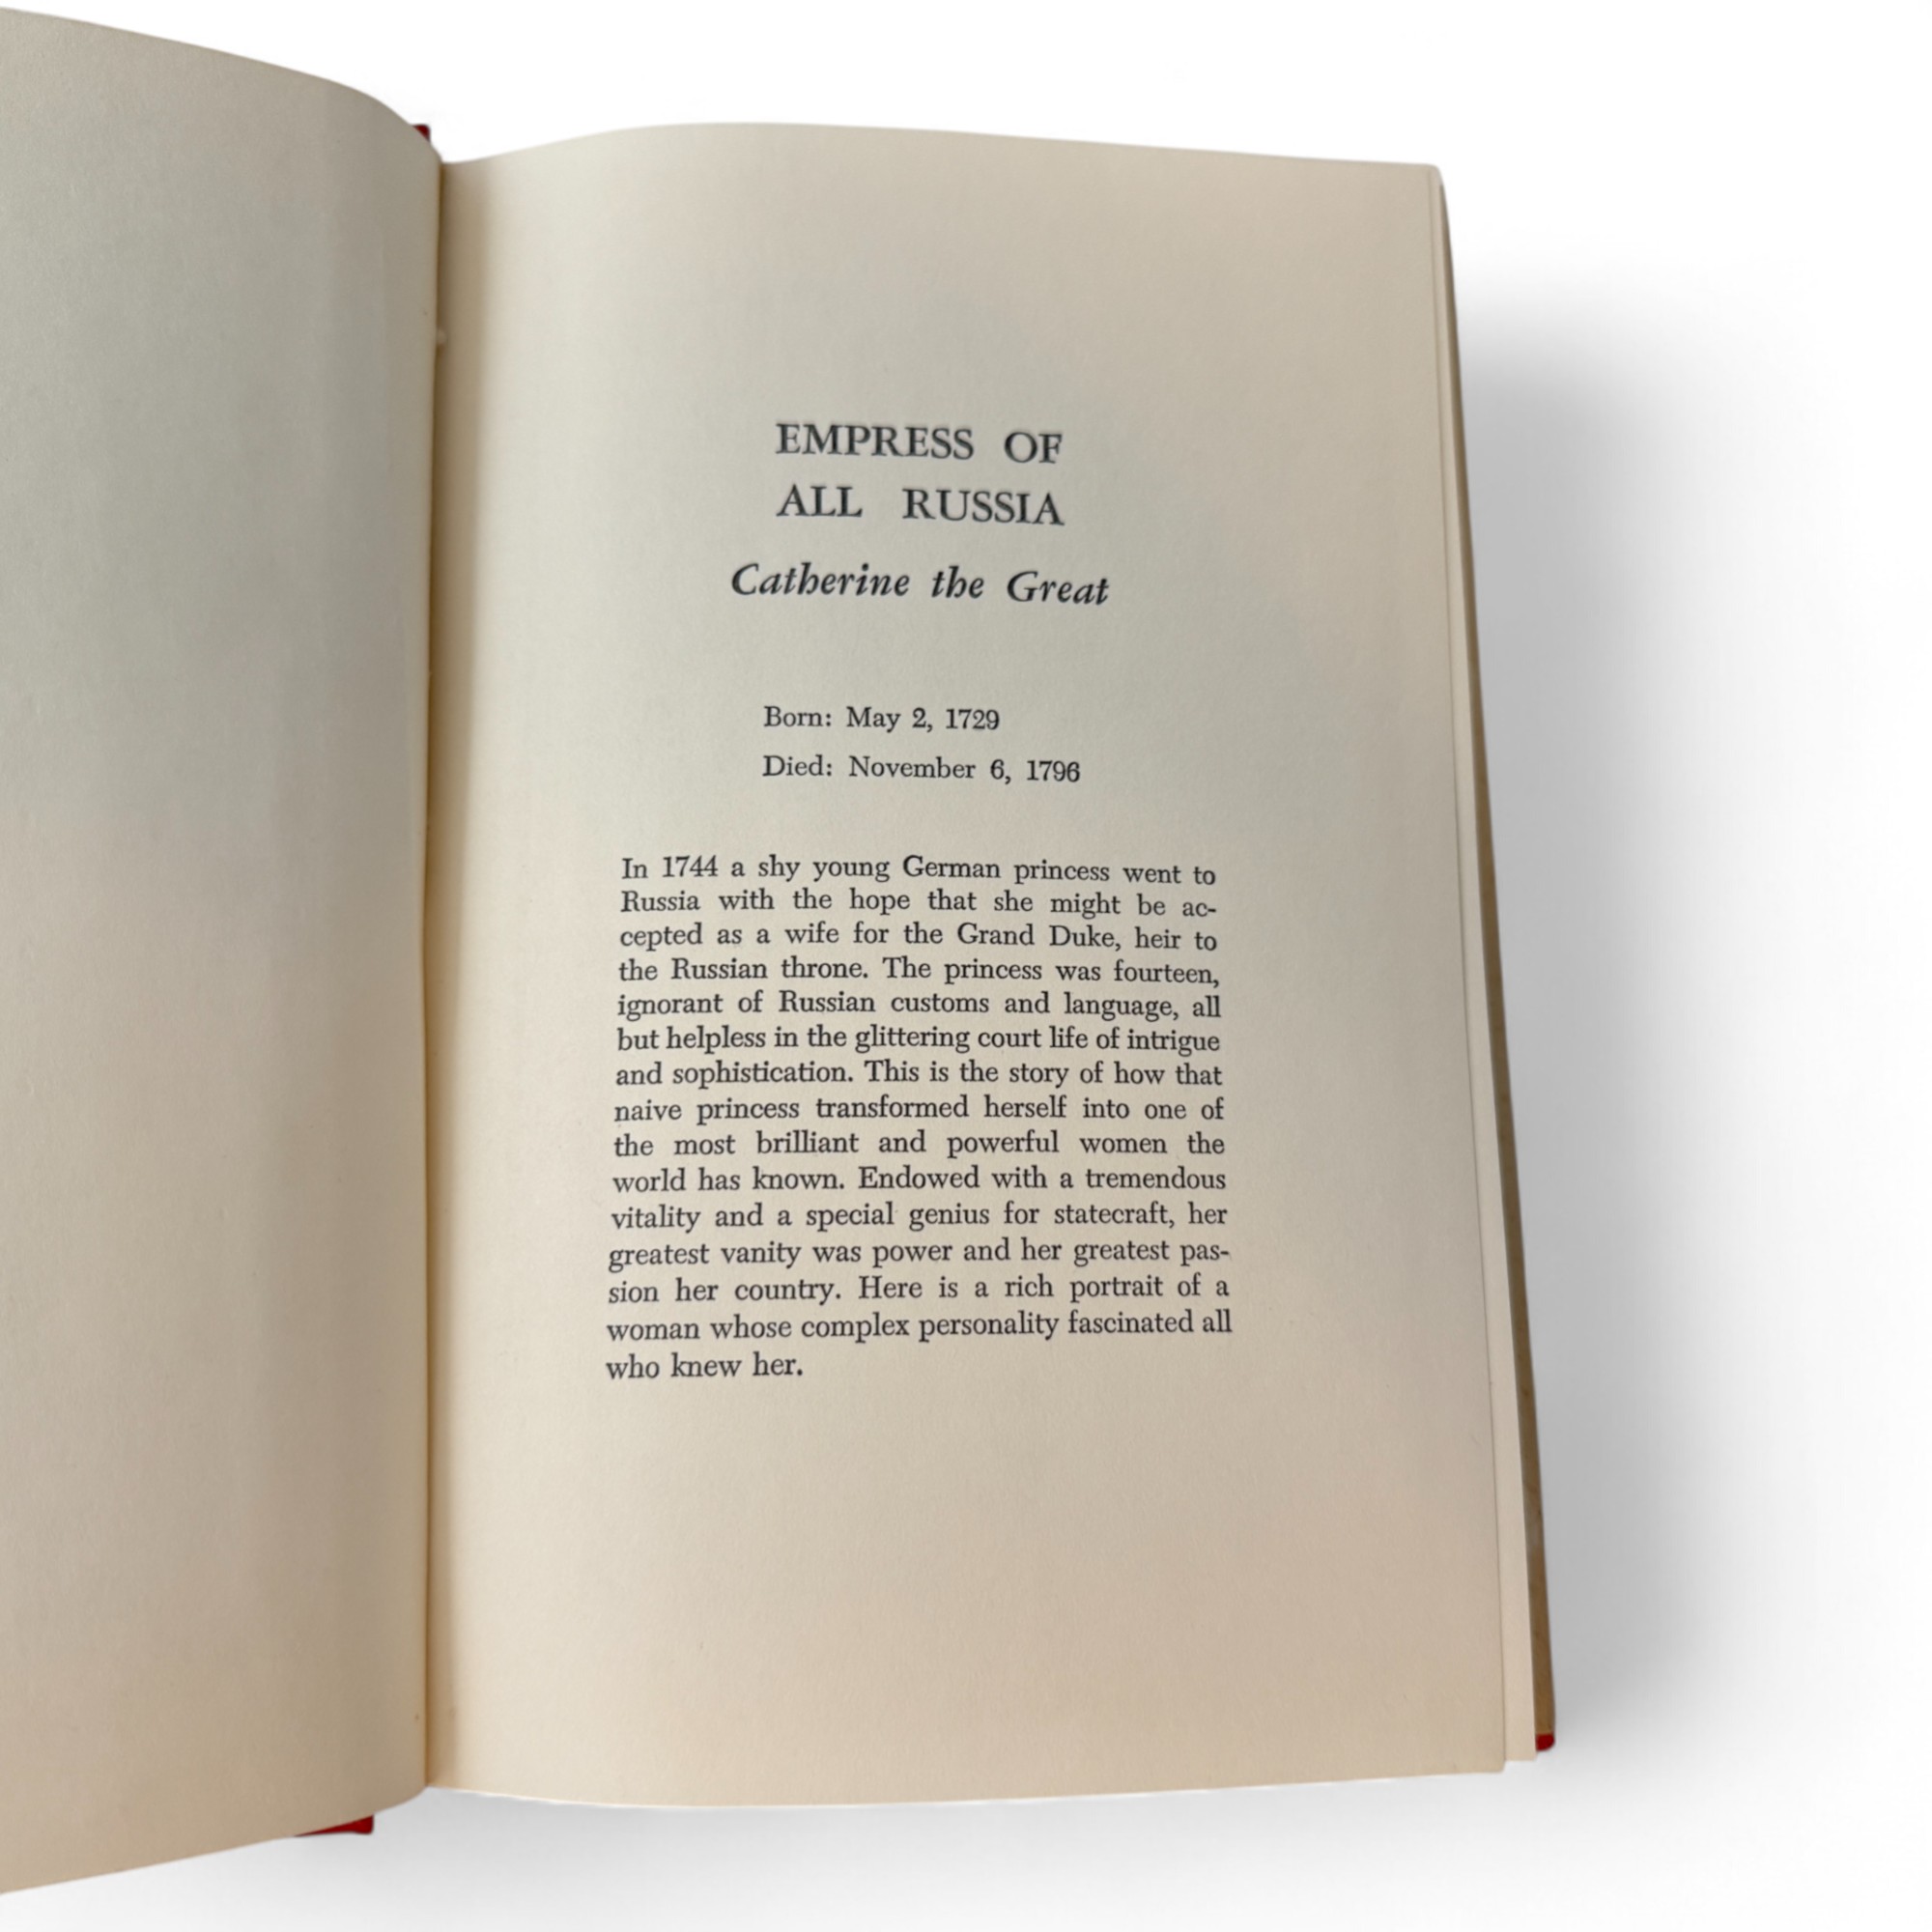 EMPRESS OF
ALL RUSSIA
Catherine the Great
Born: May 2, 1729
Died: November 6, 1796
In 1744 a shy young German princess went to
Russia with the hope that she might be ac-
cepted as a wife for the Grand Duke, heir to
the Russian throne. The princess was fourteen,
ignorant of Russian customs and language, all
but helpless in the glittering court life of intrigue
and sophistication. This is the story of how that
naive princess transformed herself into one of
the most brilliant and powerful women the
world has known. Endowed with a tremendous
vitality and a special genius for statecraft, her
greatest vanity was power and her greatest pas-
sion her country. Here is a rich portrait of a
woman whose complex personality fascinated all
who knew her.